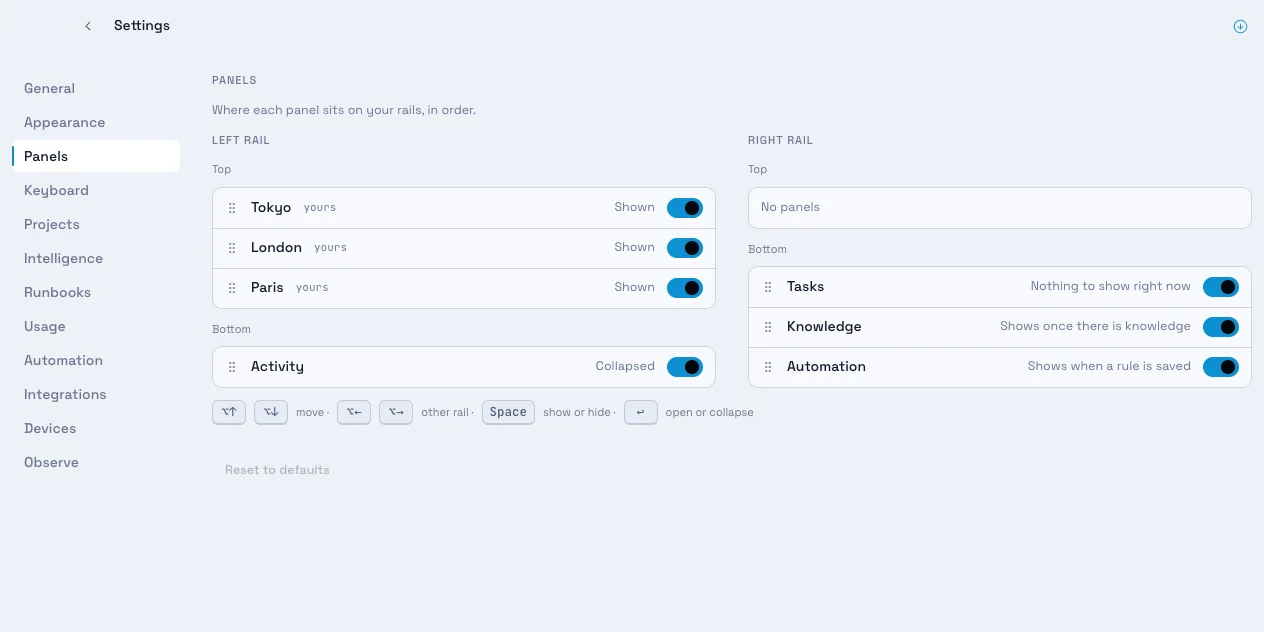 Settings
General
Appearance
Panels
Keyboard
Projects
Intelligence
Runbooks
Usage
Automation
Integrations
Devices
Observe
PANELS
Where each panel sits on your rails, in order.
LEFT RAIL
Top
Tokyo yours Shown
London yours Shown
Paris yours Shown
Bottom
Activity Collapsed
RIGHT RAIL
Top
No panels
Bottom
Tasks Nothing to show right now
Knowledge Shows once there is knowledge
Automation Shows when a rule is saved
⌥↑ ⌥↓ move · ⌥← ⌥→ other rail · Space show or hide · ↩ open or collapse
Reset to defaults